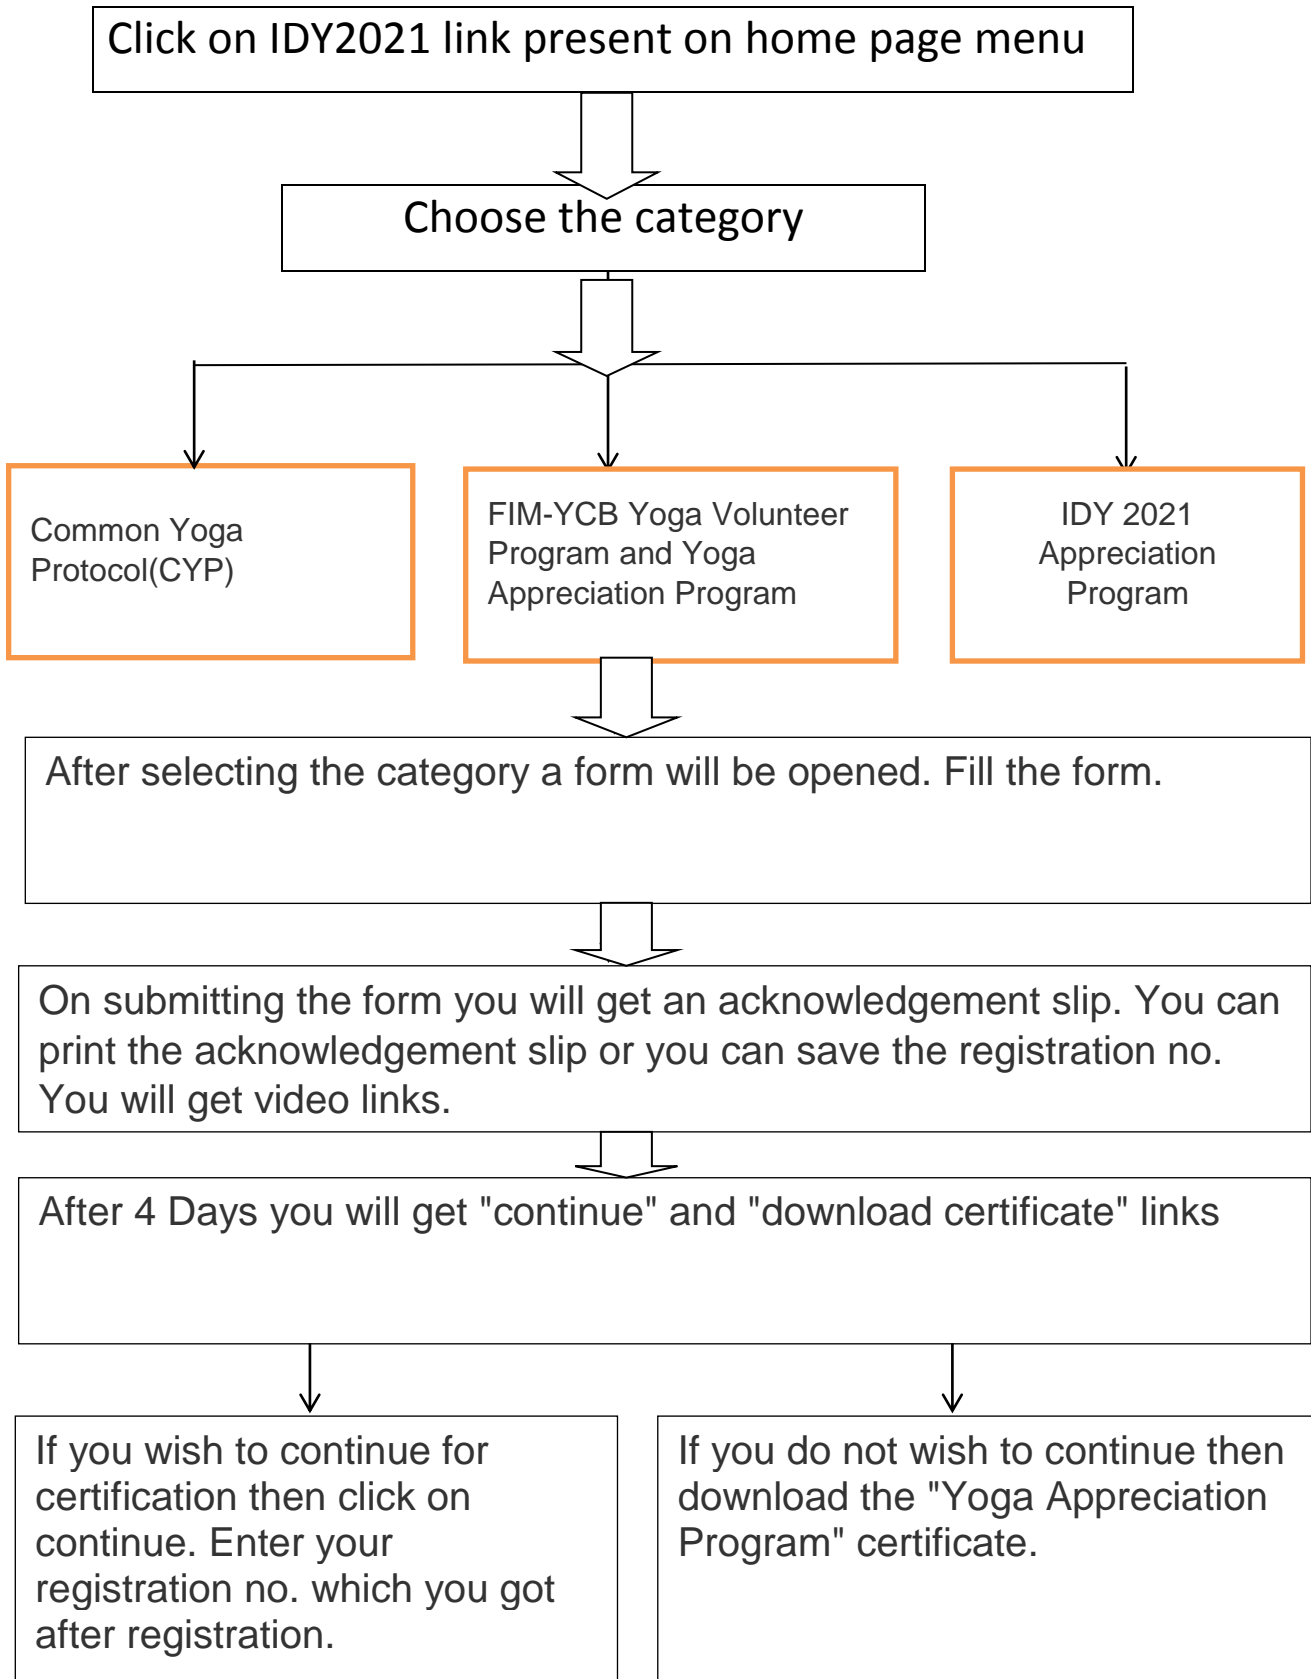 Click on IDY2021 link present on home page menu
Choose the category
Common Yoga
Protocol(CYP)
FIM-YCB Yoga Volunteer
Program and Yoga
Appreciation Program
IDY 2021
Appreciation
Program
After selecting the category a form will be opened. Fill the form.
On submitting the form you will get an acknowledgement slip. You can
print the acknowledgement slip or you can save the registration no.
You will get video links.
After 4 Days you will get "continue" and "download certificate" links
If you wish to continue for
certification then click on
continue. Enter your
registration no. which you got
after registration.
If you do not wish to continue then
download the "Yoga Appreciation
Program" certificate.